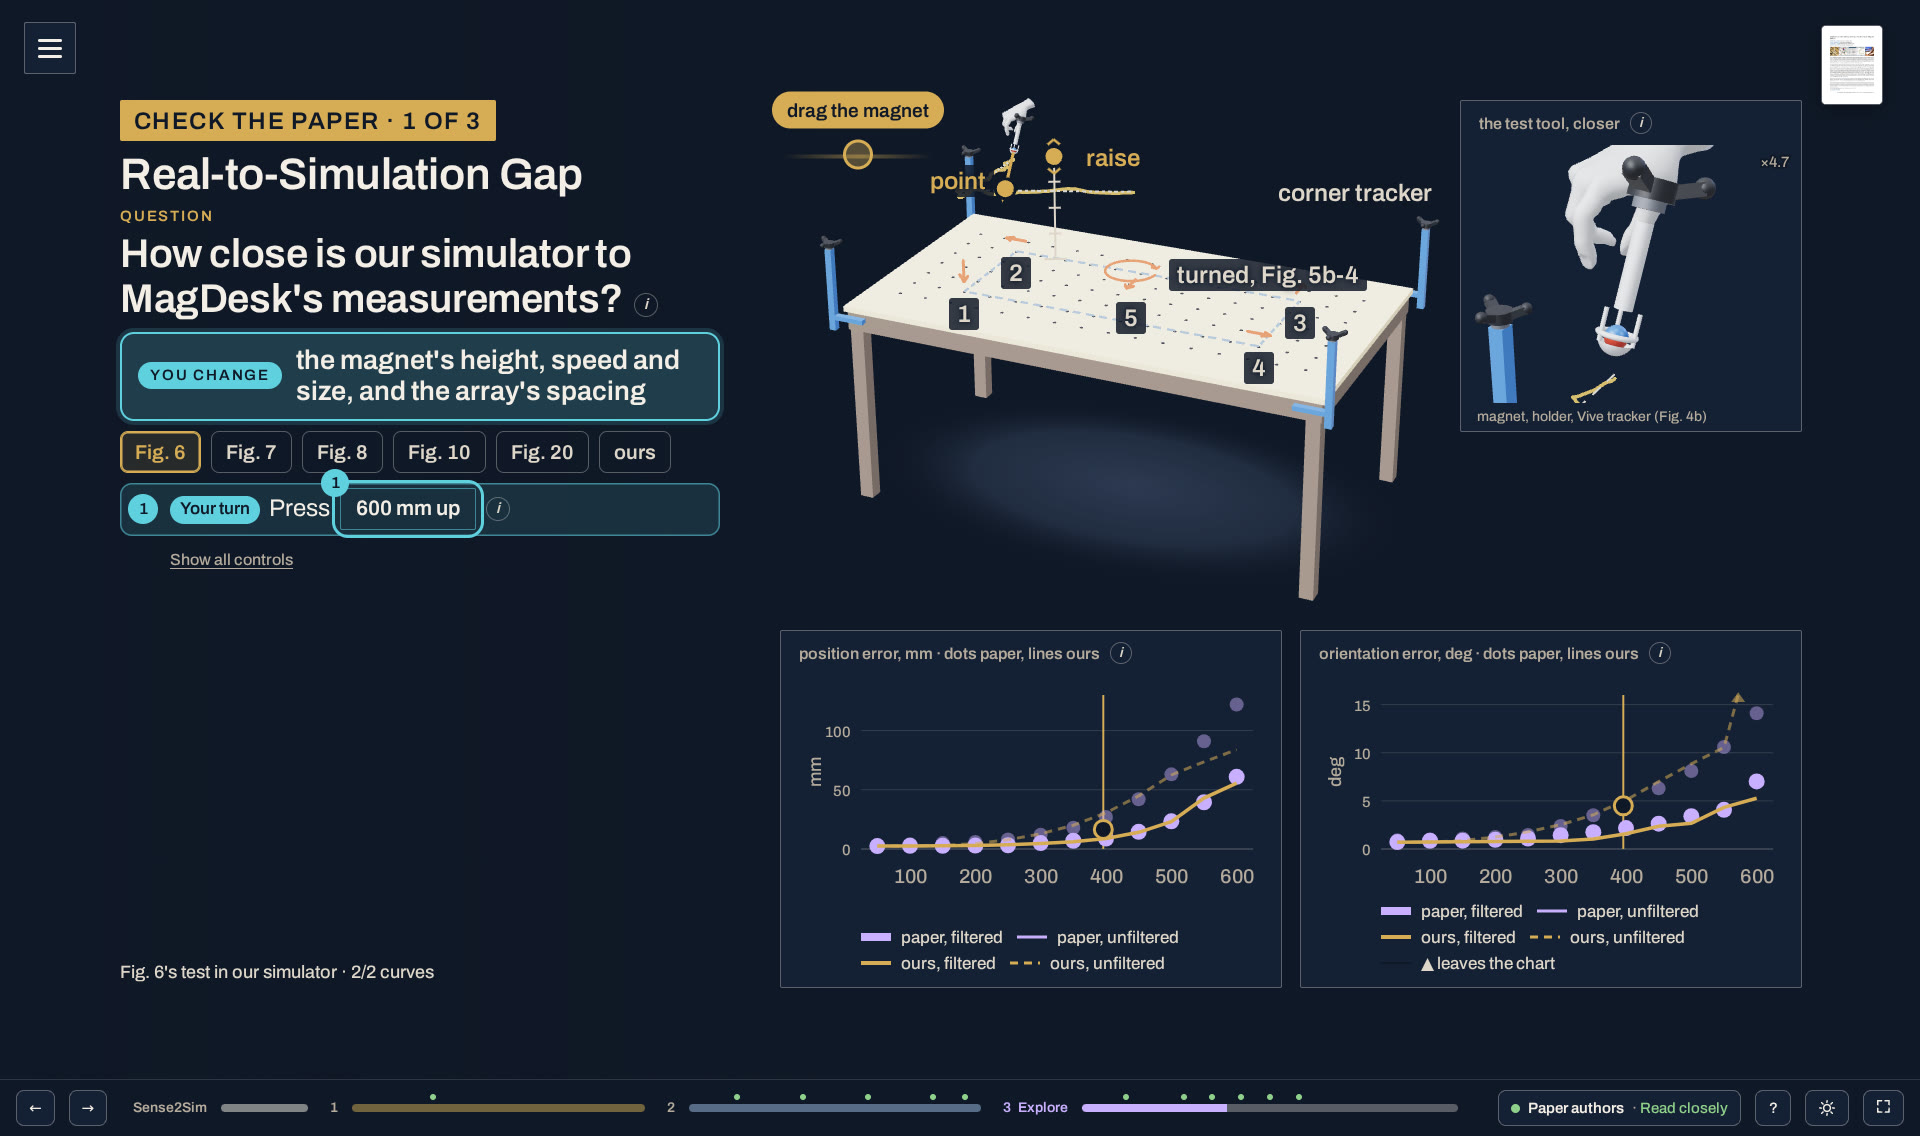 CHECK THE PAPER · 1 OF 3
Real-to-Simulation Gap
QUESTION
How close is our simulator to
MagDesk's measurements? i
YOU CHANGE
the magnet's height, speed and
size, and the array's spacing
Fig. 6 Fig. 7 Fig. 8 Fig. 10 Fig. 20 ours
1
1 Your turn Press 600 mm up i
Show all controls
Fig. 6's test in our simulator · 2/2 curves
drag the magnet
raise
point
corner tracker
turned, Fig. 5b-4
2
1
5
3
4
the test tool, closer i
×4.7
magnet, holder, Vive tracker (Fig. 4b)
position error, mm · dots paper, lines ours i
100
mm
50
0
100 200 300 400 500 600
paper, filtered paper, unfiltered
ours, filtered ours, unfiltered
orientation error, deg · dots paper, lines ours i
15
10
deg
5
0
100 200 300 400 500 600
paper, filtered paper, unfiltered
ours, filtered ours, unfiltered
▲ leaves the chart
← → Sense2Sim 1 2 3 Explore Paper authors · Read closely ?